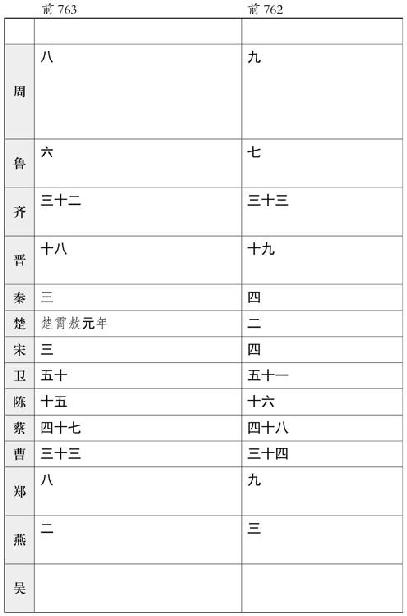 前 763 前 762
周 八 九
鲁 六 七
齐 三十二 三十三
晋 十八 十九
秦 三 四
楚 楚霄敖元年 二
宋 三 四
卫 五十 五十一
陈 十五 十六
蔡 四十七 四十八
曹 三十三 三十四
郑 八 九
燕 二 三
吴